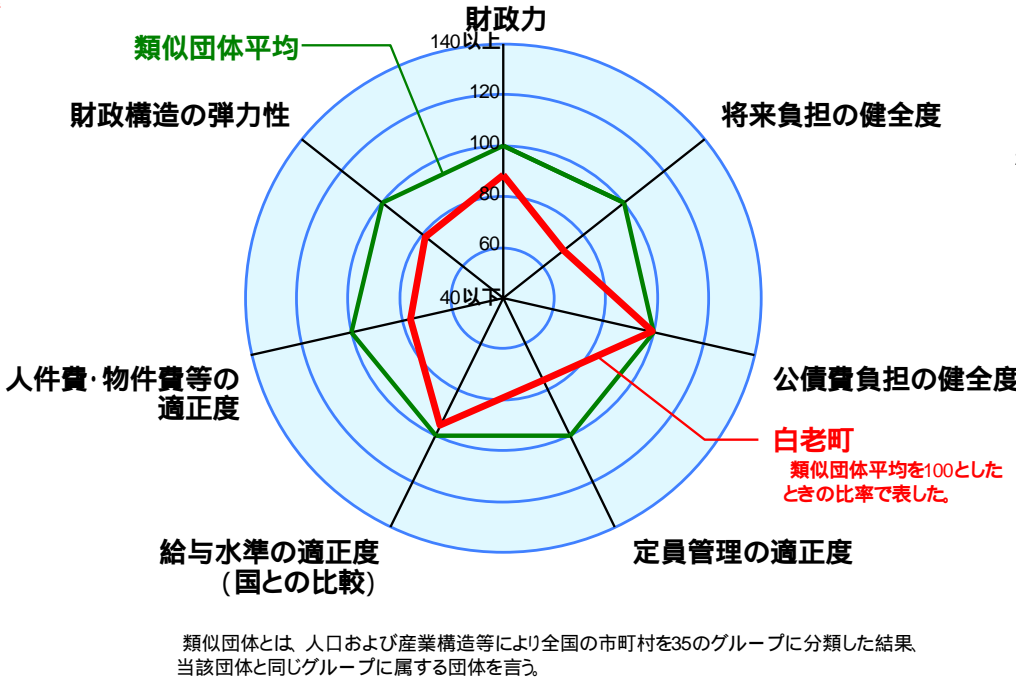 財政力
140以上
類似団体平均
120
財政構造の弾力性
将来負担の健全度
100
80
60
40以下
人件費・物件費等の
適正度
公債費負担の健全度
白老町
類似団体平均を100とした
ときの比率で表した。
給与水準の適正度
(国との比較)
定員管理の適正度
類似団体とは、人口および産業構造等により全国の市町村を35のグループに分類した結果、
当該団体と同じグループに属する団体を言う。